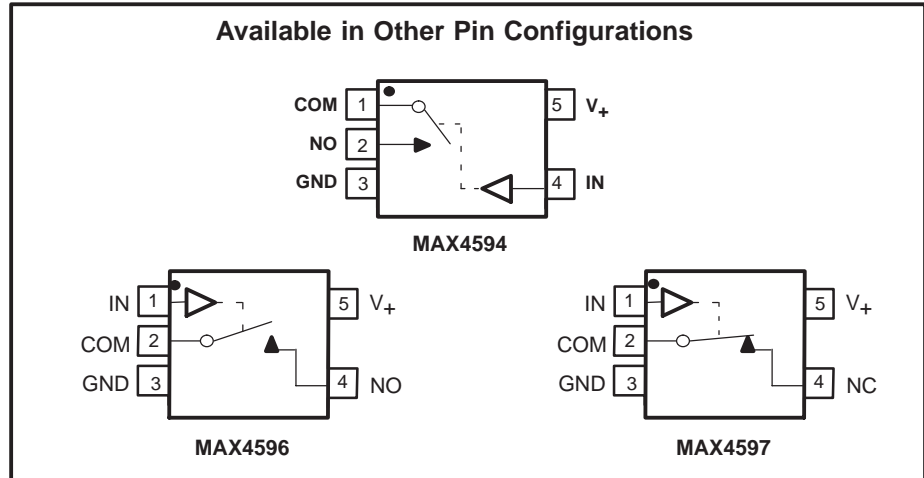 Available in Other Pin Configurations
COM 1 5 V+
NO 2
GND 3 4 IN
MAX4594
IN 1 5 V+
COM 2
GND 3 4 NO
MAX4596
IN 1 5 V+
COM 2
GND 3 4 NC
MAX4597